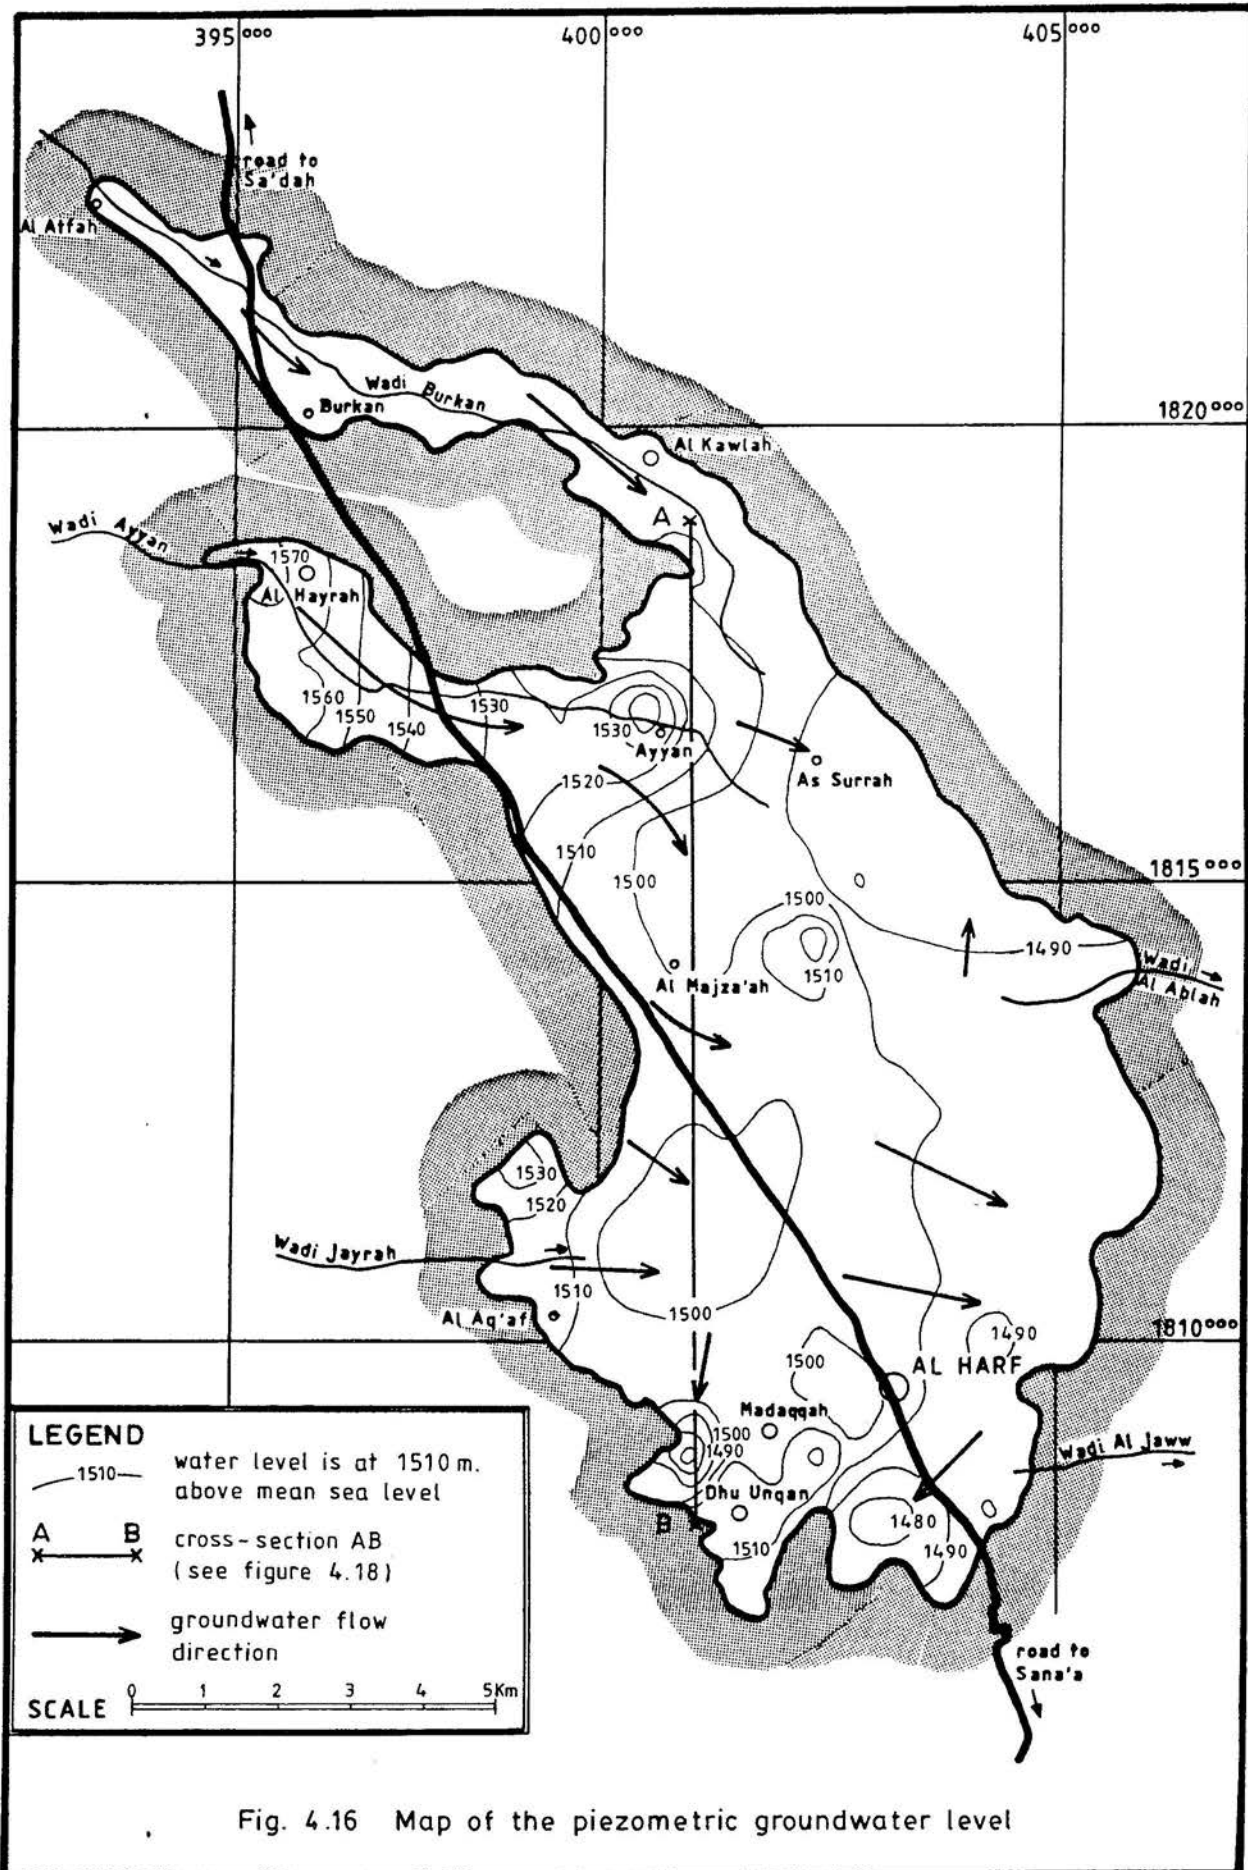 395000
400000
405000
road to
Sa'dah
Al Atfah
Wadi Burkan
Burkan
1820000
Al Kawlah
A
Wadi Ayyan
1570
Al Hayrah
1560
1550
1540
1530
1530
Ayyan
As Surrah
1520
1510
1500
1815000
1500
1510
1490
Wadi
Al Ablah
Al Majza'ah
1530
1520
Wadi Jayrah
1510
Al Aq'af
1500
1490
1810000
1500
AL HARF
Madaqqah
1500
1490
Wadi Al Jaww
Dhu Unqan
B
1480
1510
1490
road to
Sana'a
LEGEND
1510
water level is at 1510 m.
above mean sea level
A B
cross-section AB
(see figure 4.18)
groundwater flow
direction
SCALE 0 1 2 3 4 5Km
Fig. 4.16 Map of the piezometric groundwater level